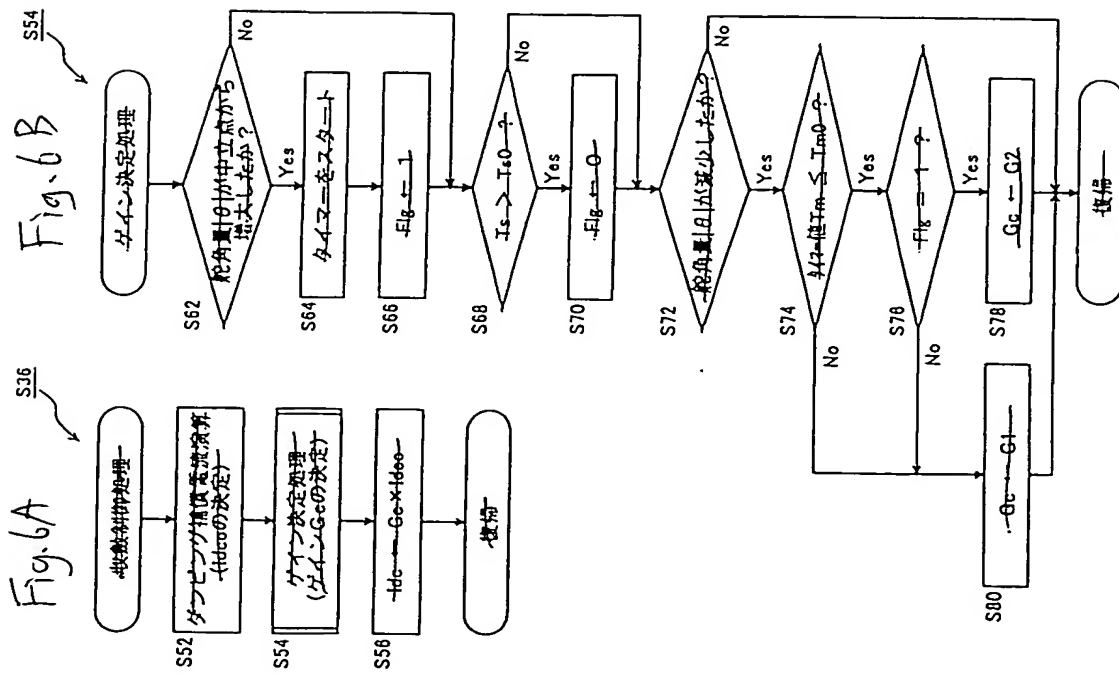 Fig. 6A
S36
収斂制御処理
S52
ダンピング補償電流演算
(Idcoの決定)
S54
ゲイン決定処理
(ゲインGcの決定)
S56
Idc ← Gc×Idco
復帰
Fig. 6B
S54
ゲイン決定処理
S62
舵角量|θ|が中立点から
増大したか?
No
Yes
S64
タイマーをスタート
S66
Flg ← 1
S68
Ts > Ts0 ?
No
Yes
S70
Flg ← 0
S72
舵角量|θ|が減少したか?
No
Yes
S74
タイマー値Tm ≦ Tm0 ?
No
Yes
S76
Flg = 1 ?
No
Yes
S78
Gc ← G2
S80
Gc ← G1
復帰